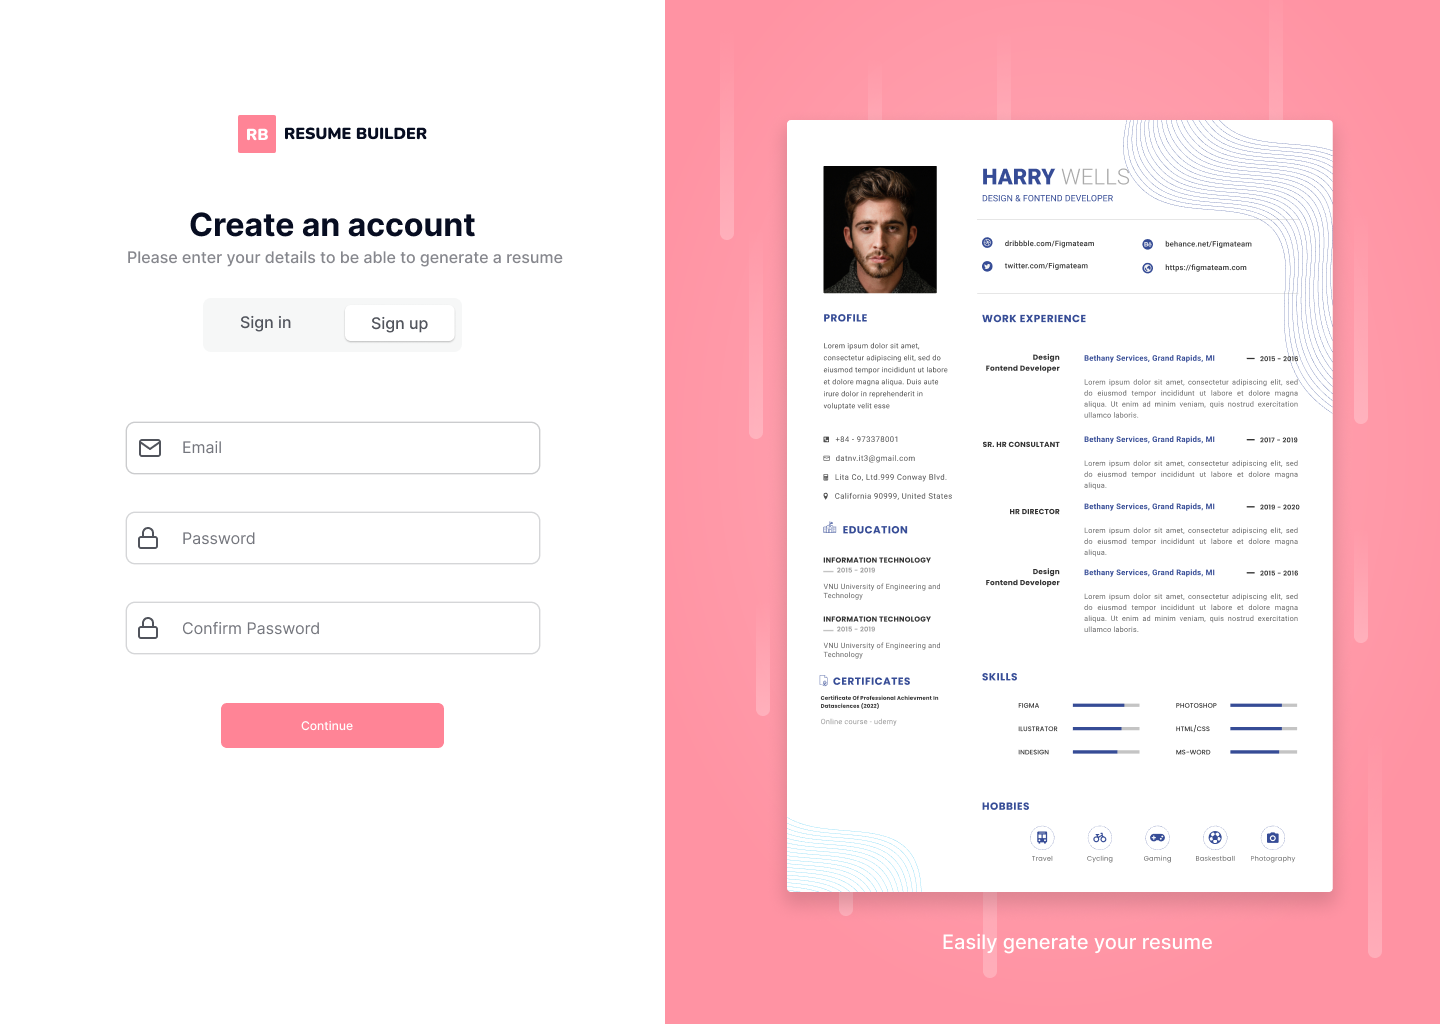 RB RESUME BUILDER
Create an account
Please enter your details to be able to generate a resume
Sign in
Sign up
Email
Password
Confirm Password
Continue
HARRY WELLS
DESIGN & FONTEND DEVELOPER
dribbble.com/Figmateam
behance.net/Figmateam
twitter.com/Figmateam
https://figmateam.com
PROFILE
Lorem ipsum dolor sit amet,
consectetur adipiscing elit, sed do
eiusmod tempor incididunt ut labore
et dolore magna aliqua. Duis aute
irure dolor in reprehenderit in
voluptate velit esse
+84 - 973378001
datnv.it3@gmail.com
Lita Co, Ltd.999 Conway Blvd.
California 90999, United States
EDUCATION
INFORMATION TECHNOLOGY
2015 - 2019
VNU University of Engineering and
Technology
INFORMATION TECHNOLOGY
2015 - 2019
VNU University of Engineering and
Technology
CERTIFICATES
Certificate Of Professional Achievment In
Datasciences (2022)
Online course - udemy
WORK EXPERIENCE
Design
Fontend Developer
Bethany Services, Grand Rapids, MI
2015 - 2016
Lorem ipsum dolor sit amet, consectetur adipiscing elit, sed
do eiusmod tempor incididunt ut labore et dolore magna
aliqua. Ut enim ad minim veniam, quis nostrud exercitation
ullamco laboris.
SR. HR CONSULTANT
Bethany Services, Grand Rapids, MI
2017 - 2019
Lorem ipsum dolor sit amet, consectetur adipiscing elit, sed
do eiusmod tempor incididunt ut labore et dolore magna
aliqua.
HR DIRECTOR
Bethany Services, Grand Rapids, MI
2019 - 2020
Lorem ipsum dolor sit amet, consectetur adipiscing elit, sed
do eiusmod tempor incididunt ut labore et dolore magna
aliqua.
Design
Fontend Developer
Bethany Services, Grand Rapids, MI
2015 - 2016
Lorem ipsum dolor sit amet, consectetur adipiscing elit, sed
do eiusmod tempor incididunt ut labore et dolore magna
aliqua. Ut enim ad minim veniam, quis nostrud exercitation
ullamco laboris.
SKILLS
FIGMA
PHOTOSHOP
ILUSTRATOR
HTML/CSS
INDESIGN
MS-WORD
HOBBIES
Travel
Cycling
Gaming
Baskestball
Photography
Easily generate your resume